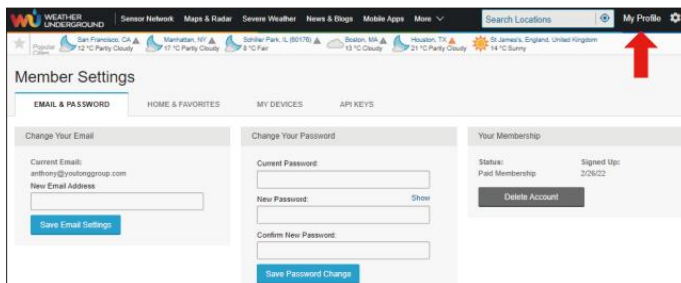 WEATHER
UNDERGROUND
Sensor Network Maps & Radar Severe Weather News & Blogs Mobile Apps More
Search Locations
My Profile
Popular
Cities
San Francisco, CA
12 °C Partly Cloudy
Manhattan, NY
17 °C Partly Cloudy
Schiller Park, IL (60176)
8 °C Fair
Boston, MA
13 °C Cloudy
Houston, TX
21 °C Partly Cloudy
St James's, England, United Kingdom
14 °C Sunny
Member Settings
EMAIL & PASSWORD HOME & FAVORITES MY DEVICES API KEYS
Change Your Email
Current Email:
anthony@youtonggroup.com
New Email Address
Save Email Settings
Change Your Password
Current Password
New Password: Show
Confirm New Password:
Save Password Change
Your Membership
Status: Signed Up:
Paid Membership 2/26/22
Delete Account